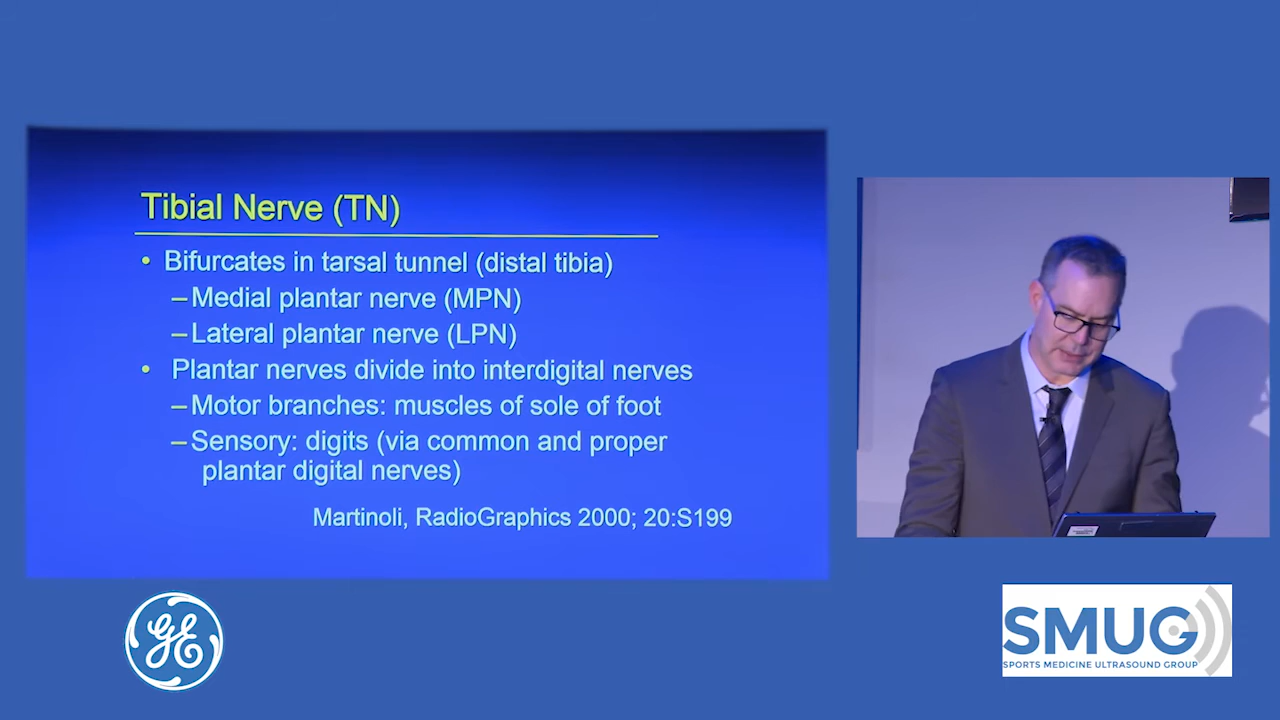 Tibial Nerve (TN)
• Bifurcates in tarsal tunnel (distal tibia)
–Medial plantar nerve (MPN)
–Lateral plantar nerve (LPN)
• Plantar nerves divide into interdigital nerves
–Motor branches: muscles of sole of foot
–Sensory: digits (via common and proper
plantar digital nerves)
Martinoli, RadioGraphics 2000; 20:S199
GE
SMUG
SPORTS MEDICINE ULTRASOUND GROUP